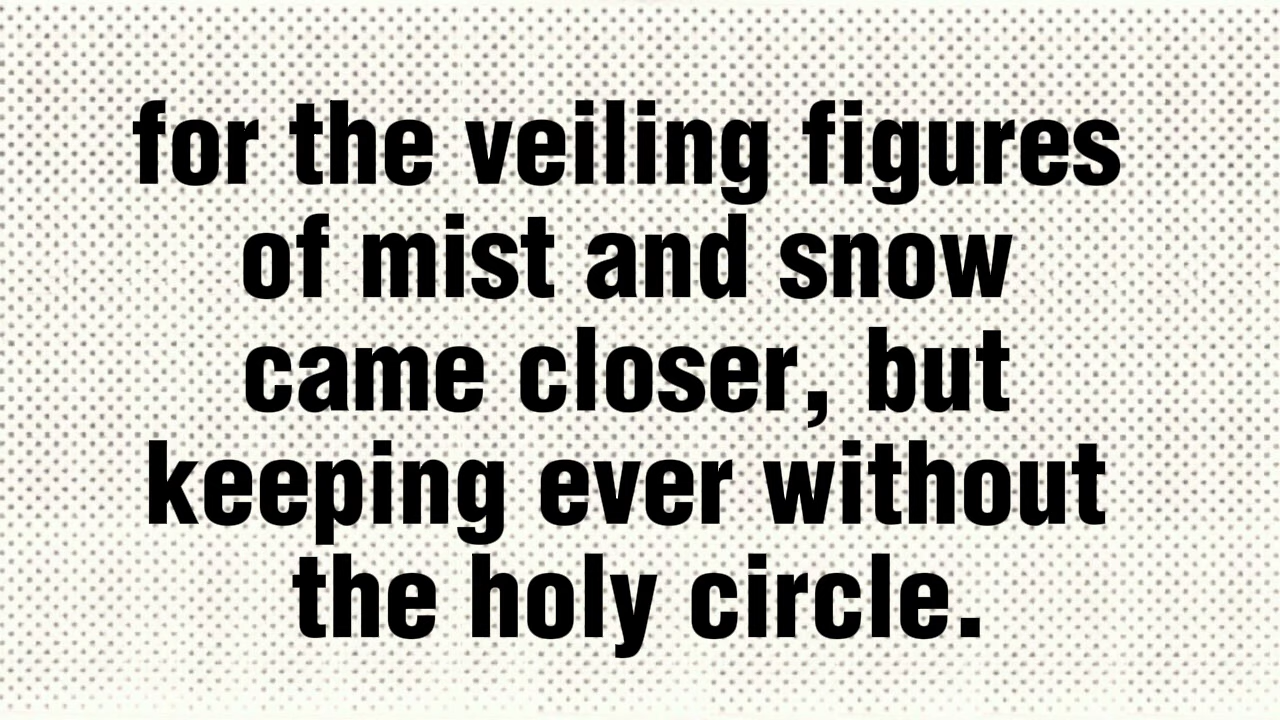 for the veiling figures
of mist and snow
came closer, but
keeping ever without
the holy circle.